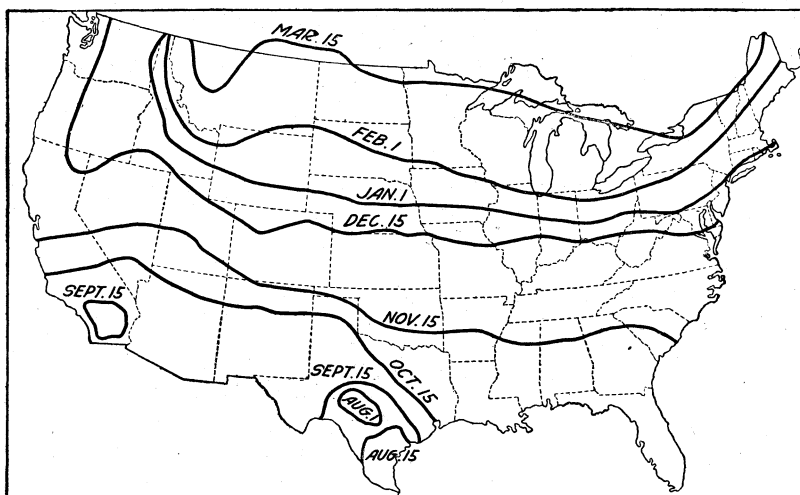 MAR. 15
FEB. 1
JAN. 1
DEC. 15
SEPT. 15
NOV. 15
SEPT. 15
OCT. 15
AUG. 1
AUG. 15